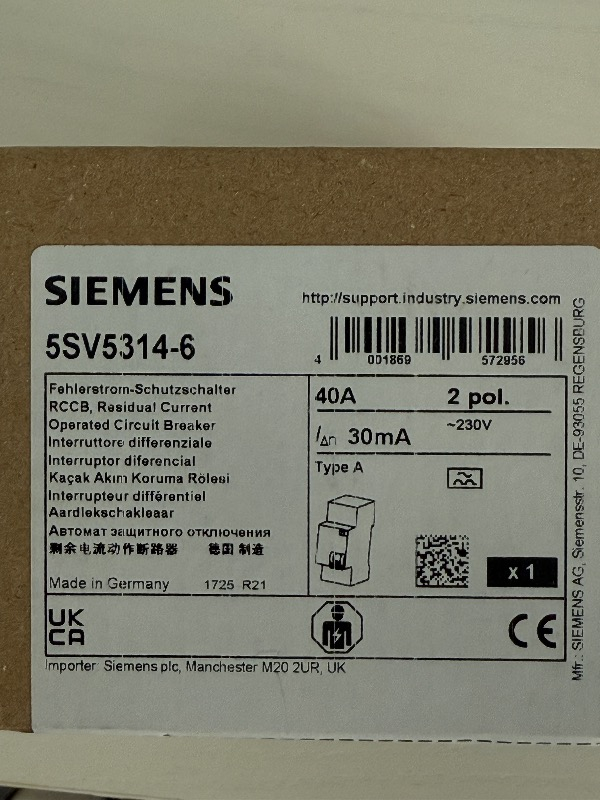 SIEMENS
http://support.industry.siemens.com
5SV5314-6
4 001869 572956
Fehlerstrom-Schutzschalter
RCCB, Residual Current
Operated Circuit Breaker
Interruttore differenziale
Interruptor diferencial
Kaçak Akım Koruma Rölesi
Interrupteur différentiel
Aardlekschakelaar
Автомат защитного отключения
剩余电流动作断路器 德国 制造
Made in Germany 1725 R21
40A 2 pol.
I∆n 30mA ~230V
Type A
x 1
UK
CA
CE
Importer Siemens plc, Manchester M20 2UR, UK
Mfr.: SIEMENS AG, Siemensstr. 10, DE-93055 REGENSBURG